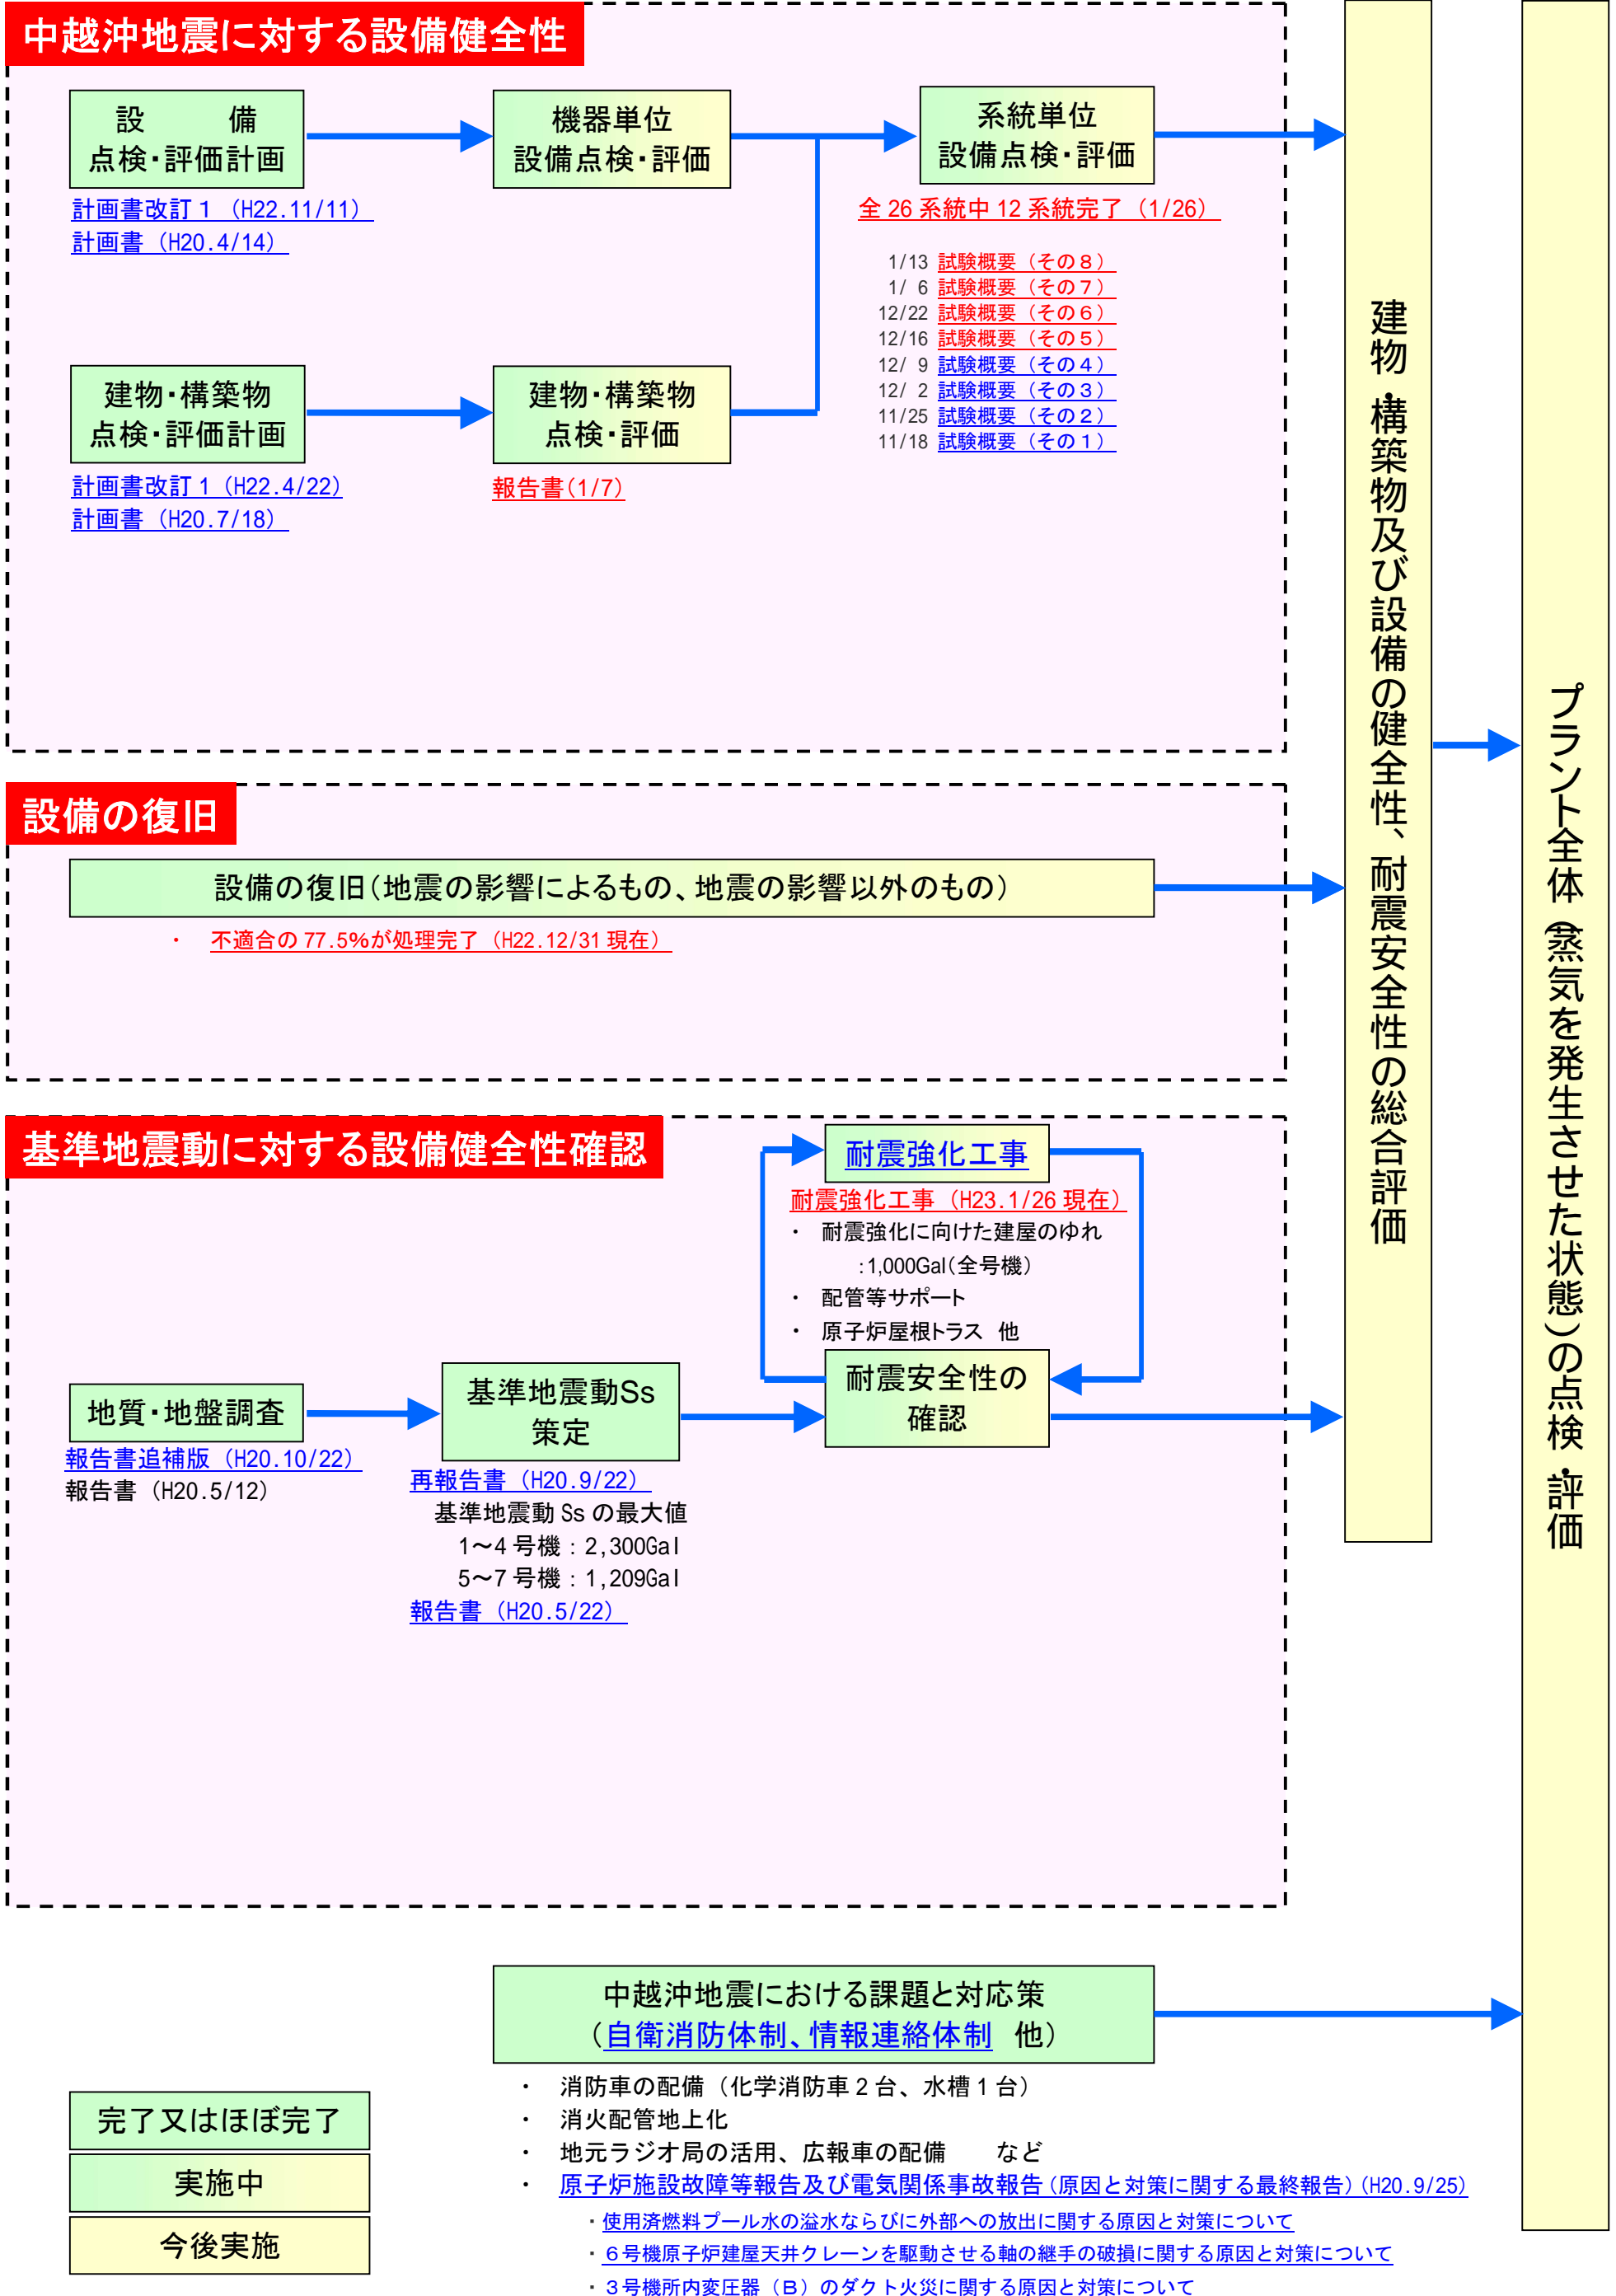 中越沖地震に対する設備健全性
設　　備
点検・評価計画
計画書改訂１（H22.11/11）
計画書（H20.4/14）
機器単位
設備点検・評価
系統単位
設備点検・評価
全 26 系統中 12 系統完了（1/26）
1/13 試験概要（その８）
1/ 6 試験概要（その７）
12/22 試験概要（その６）
12/16 試験概要（その５）
12/ 9 試験概要（その４）
12/ 2 試験概要（その３）
11/25 試験概要（その２）
11/18 試験概要（その１）
建物・構築物
点検・評価計画
計画書改訂１（H22.4/22）
計画書（H20.7/18）
建物・構築物
点検・評価
報告書（1/7）
設備の復旧
設備の復旧（地震の影響によるもの、地震の影響以外のもの）
・ 不適合の 77.5%が処理完了（H22.12/31 現在）
基準地震動に対する設備健全性確認
耐震強化工事
耐震強化工事（H23.1/26 現在）
・ 耐震強化に向けた建屋のゆれ
：1,000Gal（全号機）
・ 配管等サポート
・ 原子炉屋根トラス 他
地質・地盤調査
報告書追補版（H20.10/22）
報告書（H20.5/12）
基準地震動Ss
策定
再報告書（H20.9/22）
基準地震動 Ss の最大値
1～4 号機：2,300Gal
5～7 号機：1,209Gal
報告書（H20.5/22）
耐震安全性の
確認
建物・構築物及び設備の健全性、耐震安全性の総合評価
プラント全体（蒸気を発生させた状態）の点検・評価
中越沖地震における課題と対応策
（自衛消防体制、情報連絡体制 他）
・ 消防車の配備（化学消防車 2 台、水槽 1 台）
・ 消火配管地上化
・ 地元ラジオ局の活用、広報車の配備　　など
・ 原子炉施設故障等報告及び電気関係事故報告（原因と対策に関する最終報告）（H20.9/25）
・使用済燃料プール水の溢水ならびに外部への放出に関する原因と対策について
・６号機原子炉建屋天井クレーンを駆動させる軸の継手の破損に関する原因と対策について
・３号機所内変圧器（Ｂ）のダクト火災に関する原因と対策について
完了又はほぼ完了
実施中
今後実施